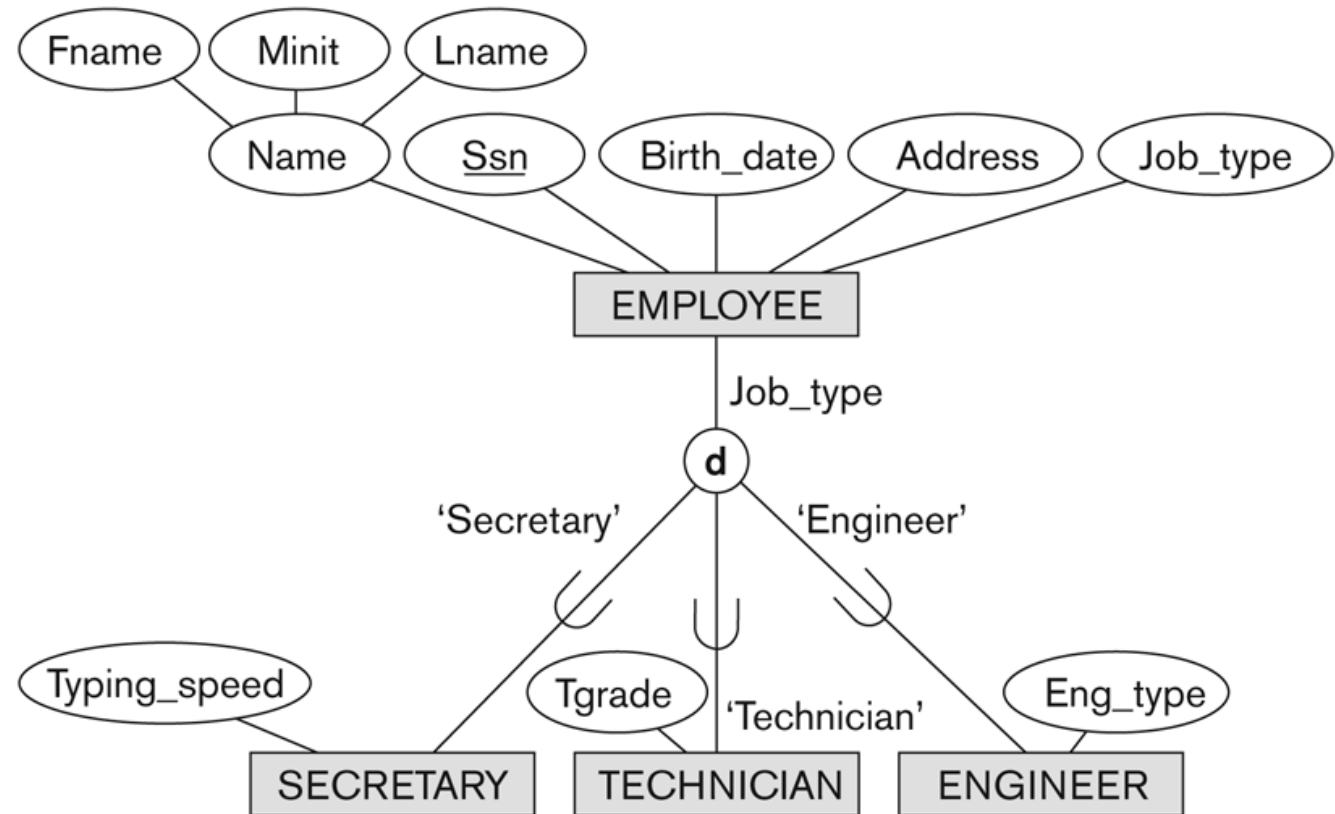 Fname Minit Lname
Name Ssn Birth_date Address Job_type
EMPLOYEE
Job_type
d
‘Secretary’ ‘Engineer’
Typing_speed Tgrade Eng_type
‘Technician’
SECRETARY TECHNICIAN ENGINEER